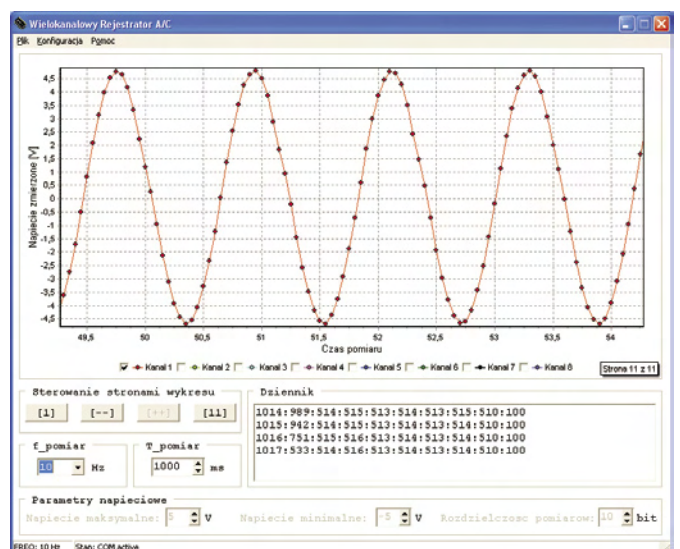 Wielokanalowy Rejestrator A/C
Plik Konfiguracja Pomoc
Napiecie zmierzone [V]
4,5
4
3,5
3
2,5
2
1,5
1
0,5
0
-0,5
-1
-1,5
-2
-2,5
-3
-3,5
-4
-4,5
49,5 50 50,5 51 51,5 52 52,5 53 53,5 54
Czas pomiaru
Kanal 1 Kanal 2 Kanal 3 Kanal 4 Kanal 5 Kanal 6 Kanal 7 Kanal 8
Strona 11 z 11
Sterowanie stronami wykresu
[1] [--] [++] [11]
f_pomiar
10 Hz
T_pomiar
1000 ms
Dziennik
1014:989:514:515:513:514:513:515:510:100
1015:942:514:515:513:514:513:514:510:100
1016:751:515:516:513:514:513:514:510:100
1017:533:514:516:513:514:513:514:510:100
Parametry napieciowe
Napiecie maksymalne: 5 V Napiecie minimalne: -5 V Rozdzielczosc pomiarow: 10 bit
FREQ: 10 Hz Stan: COM active